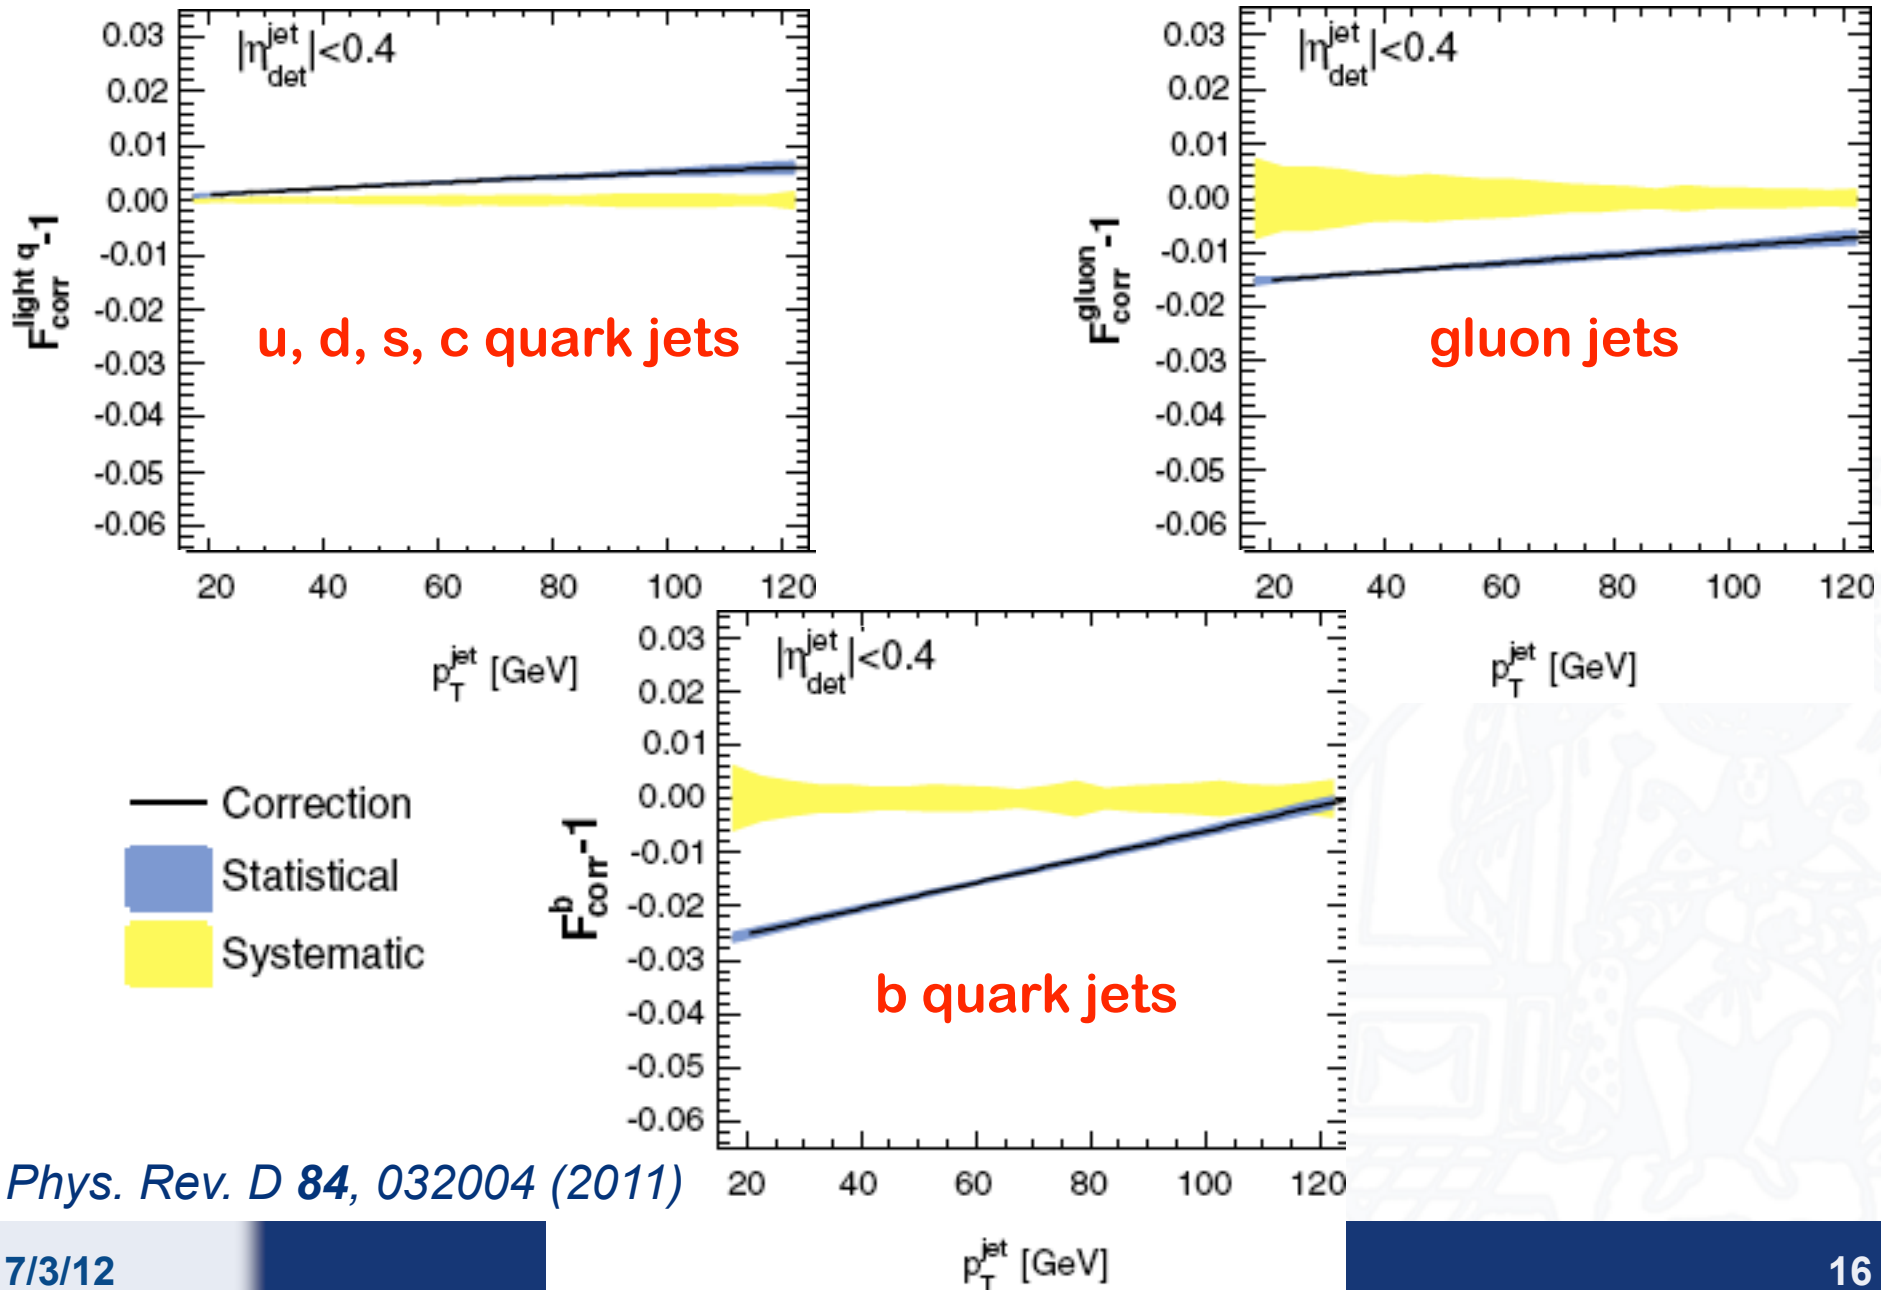 |η^jet_det|<0.4
0.03
0.02
0.01
0.00
-0.01
-0.02
-0.03
-0.04
-0.05
-0.06
F^light q_corr-1
u, d, s, c quark jets
20 40 60 80 100 120
p_T^jet [GeV]
|η^jet_det|<0.4
0.03
0.02
0.01
0.00
-0.01
-0.02
-0.03
-0.04
-0.05
-0.06
F^gluon_corr-1
gluon jets
20 40 60 80 100 120
p_T^jet [GeV]
|η^jet_det|<0.4
0.03
0.02
0.01
0.00
-0.01
-0.02
-0.03
-0.04
-0.05
-0.06
F^b_corr-1
b quark jets
20 40 60 80 100 120
p_T^jet [GeV]
Correction
Statistical
Systematic
Phys. Rev. D 84, 032004 (2011)
7/3/12
16